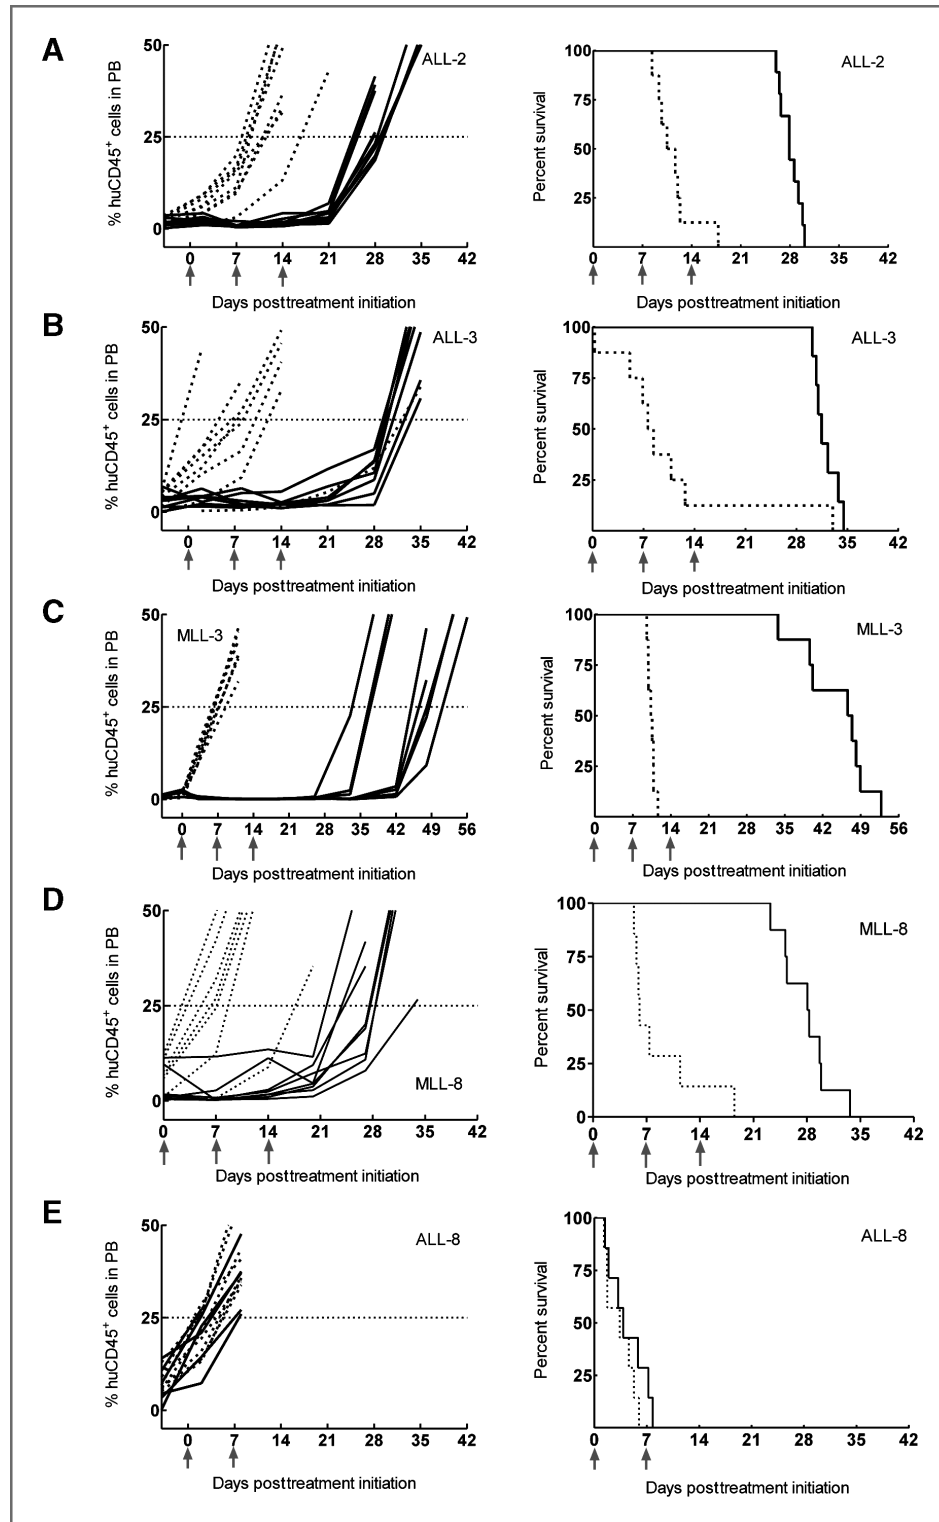 A
% huCD45+ cells in PB
50
25
0
ALL-2
0 7 14 21 28 35 42
Days posttreatment initiation
Percent survival
100
75
50
25
ALL-2
0 7 14 21 28 35 42
Days posttreatment initiation
B
% huCD45+ cells in PB
50
25
0
ALL-3
0 7 14 21 28 35 42
Days posttreatment initiation
Percent survival
100
75
50
25
ALL-3
0 7 14 21 28 35 42
Days posttreatment initiation
C
% huCD45+ cells in PB
50
25
0
MLL-3
0 7 14 21 28 35 42 49 56
Days posttreatment initiation
Percent survival
100
75
50
25
MLL-3
0 7 14 21 28 35 42 49 56
Days posttreatment initiation
D
% huCD45+ cells in PB
50
25
0
MLL-8
0 7 14 21 28 35 42
Days posttreatment initiation
Percent survival
100
75
50
25
0
MLL-8
0 7 14 21 28 35 42
Days posttreatment initiation
E
% huCD45+ cells in PB
50
25
0
ALL-8
0 7 14 21 28 35 42
Days posttreatment initiation
Percent survival
100
75
50
25
ALL-8
0 7 14 21 28 35 42
Days posttreatment initiation